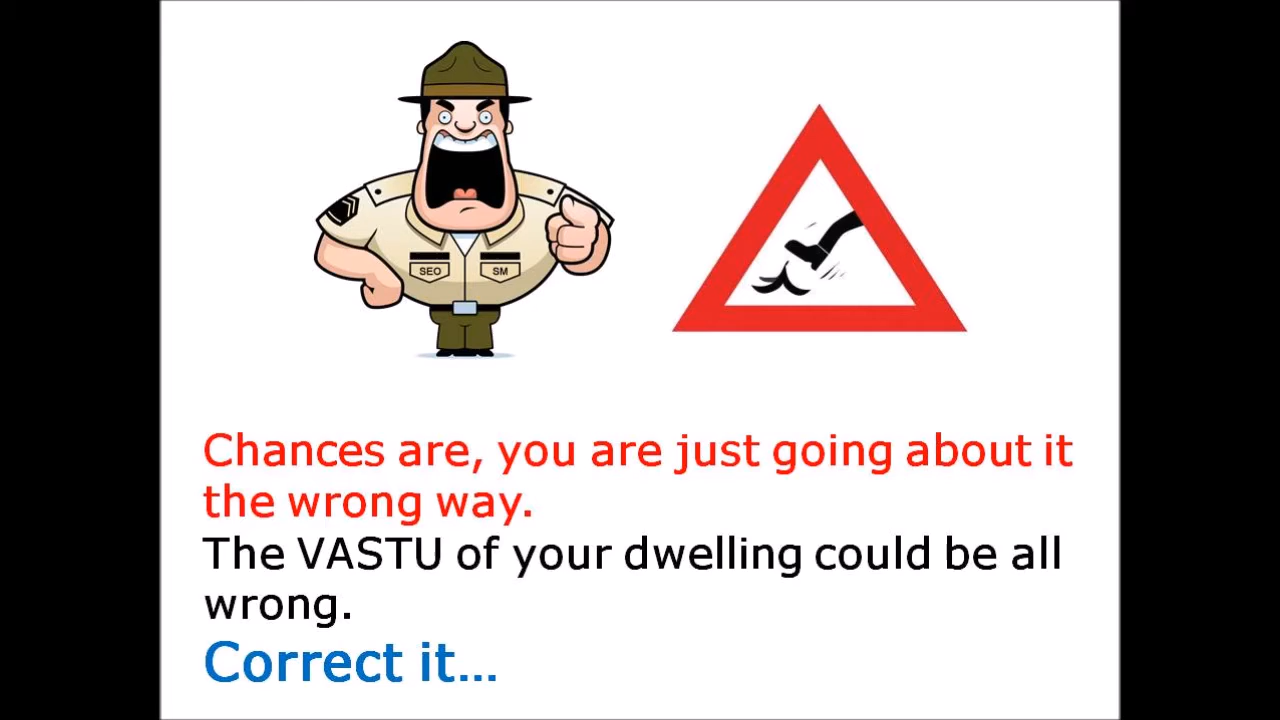 SEO SM
Chances are, you are just going about it
the wrong way.
The VASTU of your dwelling could be all
wrong.
Correct it...